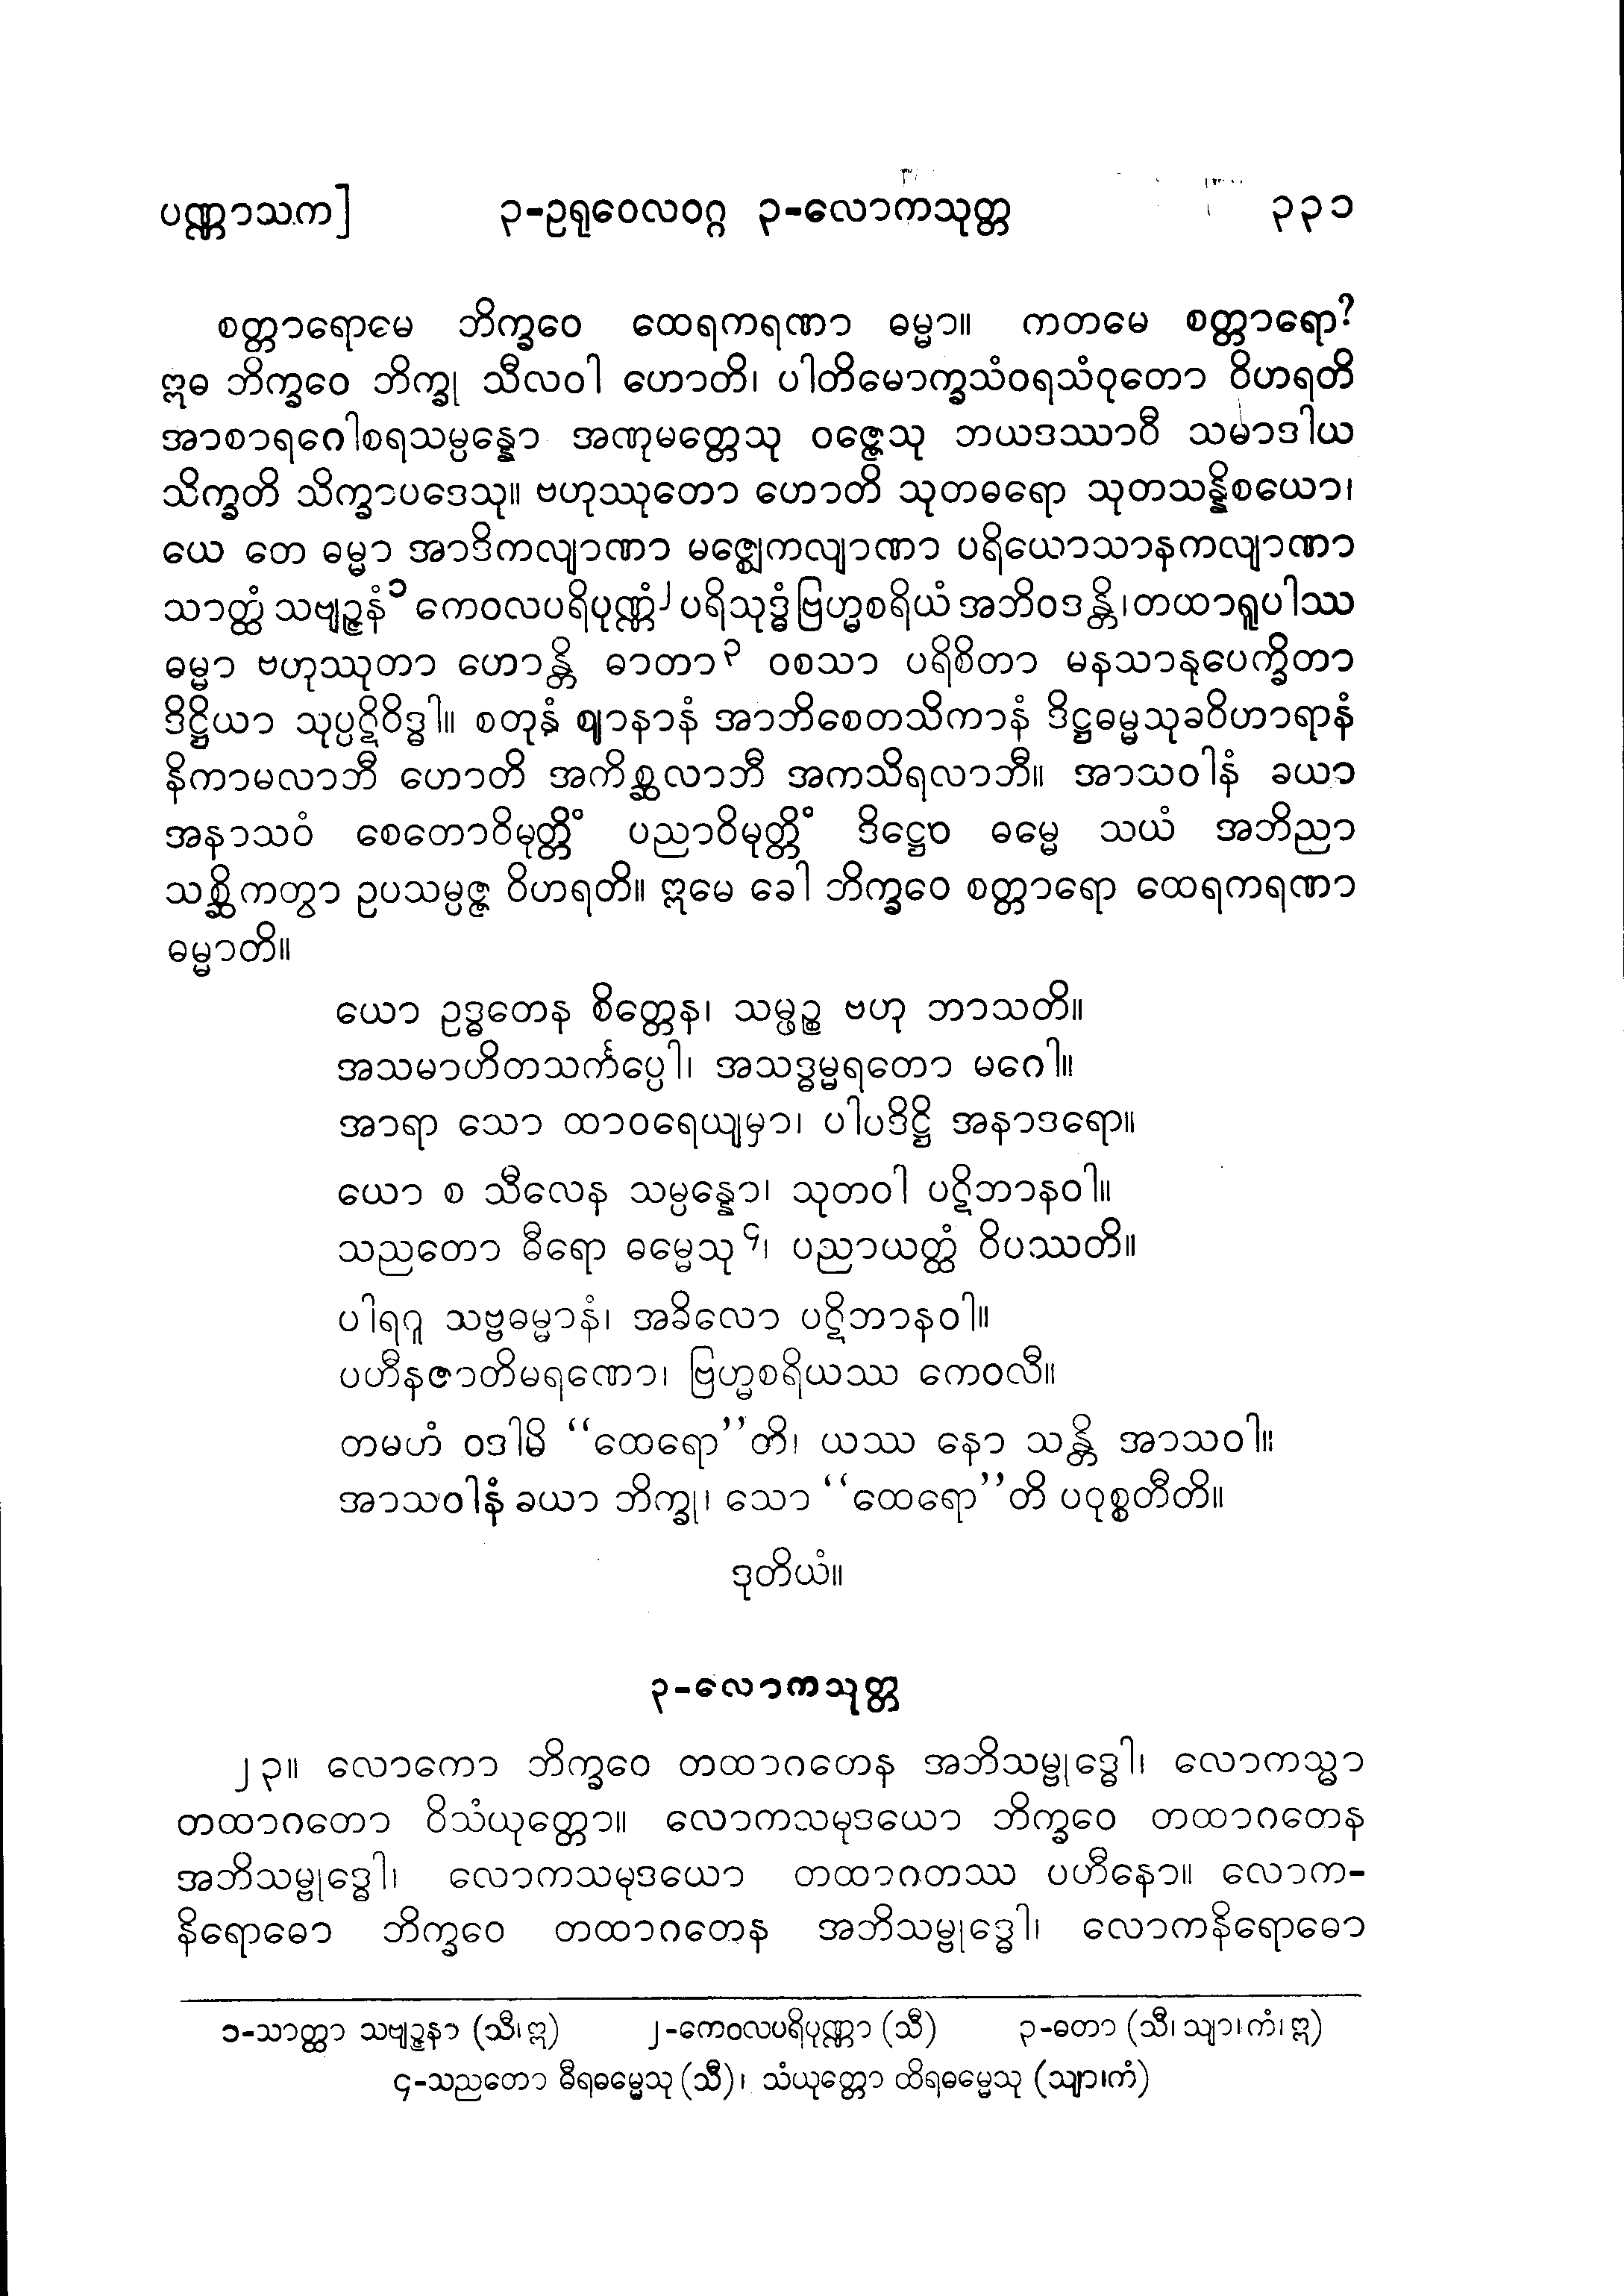 ပဏ္ဏာသက] ၃-ဥရုဝေလဝဂ္ဂ ၃-လောကသုတ္တ ၃၃၁
စတ္တာရောမေ ဘိက္ခဝေ ထေရကရဏာ ဓမ္မာ။ ကတမေ စတ္တာရော?
ဣဓ ဘိက္ခဝေ ဘိက္ခု သီလဝါ ဟောတိ၊ ပါတိမောက္ခသံဝရသံဝုတော ဝိဟရတိ
အာစာရဂေါစရသမ္ပန္နော အဏုမတ္တေသု ဝဇ္ဇေသု ဘယဒဿာဝီ သမာဒါယ
သိက္ခတိ သိက္ခာပဒေသု။ ဗဟုဿုတော ဟောတိ သုတဓရော သုတသန္နိစယော၊
ယေ တေ ဓမ္မာ အာဒိကလျာဏာ မဇ္ဈေကလျာဏာ ပရိယောသာနကလျာဏာ
သာတ္ထံ သဗျဉ္ဇနံ၁ ကေဝလပရိပုဏ္ဏံ၂ ပရိသုဒ္ဓံ ဗြဟ္မစရိယံ အဘိဝဒန္တိ၊ တထာရူပါဿ
ဓမ္မာ ဗဟုဿုတာ ဟောန္တိ ဓာတာ၃ ဝစသာ ပရိစိတာ မနသာနုပေက္ခိတာ
ဒိဋ္ဌိယာ သုပ္ပဋိဝိဒ္ဓါ။ စတုန္နံ ဈာနာနံ အာဘိစေတသိကာနံ ဒိဋ္ဌဓမ္မသုခဝိဟာရာနံ
နိကာမလာဘီ ဟောတိ အကိစ္ဆလာဘီ အကသိရလာဘီ။ အာသဝါနံ ခယာ
အနာသဝံ စေတောဝိမုတ္တိံ ပညာဝိမုတ္တိံ ဒိဋ္ဌေဝ ဓမ္မေ သယံ အဘိညာ
သစ္ဆိကတွာ ဥပသမ္ပဇ္ဇ ဝိဟရတိ။ ဣမေ ခေါ ဘိက္ခဝေ စတ္တာရော ထေရကရဏာ
ဓမ္မာတိ။
ယော ဥဒ္ဓတေန စိတ္တေန၊ သမ္ဖဉ္စ ဗဟု ဘာသတိ။
အသမာဟိတသင်္ကပ္ပေါ၊ အသဒ္ဓမ္မရတော မဂေါ။
အာရာ သော ထာဝရေယျမှာ၊ ပါပဒိဋ္ဌိ အနာဒရော။
ယော စ သီလေန သမ္ပန္နော၊ သုတဝါ ပဋိဘာနဝါ။
သညတော ဓီရော ဓမ္မေသု၄၊ ပညာယတ္ထံ ဝိပဿတိ။
ပါရဂူ သဗ္ဗဓမ္မာနံ၊ အခိလော ပဋိဘာနဝါ။
ပဟီနဇာတိမရဏော၊ ဗြဟ္မစရိယဿ ကေဝလီ။
တမဟံ ဝဒါမိ “ထေရော”တိ၊ ယဿ နော သန္တိ အာသဝါ။
အာသဝါနံ ခယာ ဘိက္ခု၊ သော “ထေရော”တိ ပဝုစ္စတီတိ။
ဒုတိယံ။
၃-လောကသုတ္တ
၂၃။ လောကော ဘိက္ခဝေ တထာဂတေန အဘိသမ္ဗုဒ္ဓေါ၊ လောကသ္မာ
တထာဂတော ဝိသံယုတ္တော။ လောကသမုဒယော ဘိက္ခဝေ တထာဂတေန
အဘိသမ္ဗုဒ္ဓေါ၊ လောကသမုဒယော တထာဂတဿ ပဟီနော။ လောက-
နိရောဓော ဘိက္ခဝေ တထာဂတေန အဘိသမ္ဗုဒ္ဓေါ၊ လောကနိရောဓော
၁-သာတ္ထာ သဗျဉ္ဇနာ (သီ၊ ဣ) ၂-ကေဝလပရိပုဏ္ဏာ (သီ) ၃-ဓတာ (သီ၊ သျာ၊ ကံ၊ ဣ)
၄-သညတော ဓီရဓမ္မေသု (သီ)၊ သံယုတ္တော ထိရဓမ္မေသု (သျာ၊ ကံ)